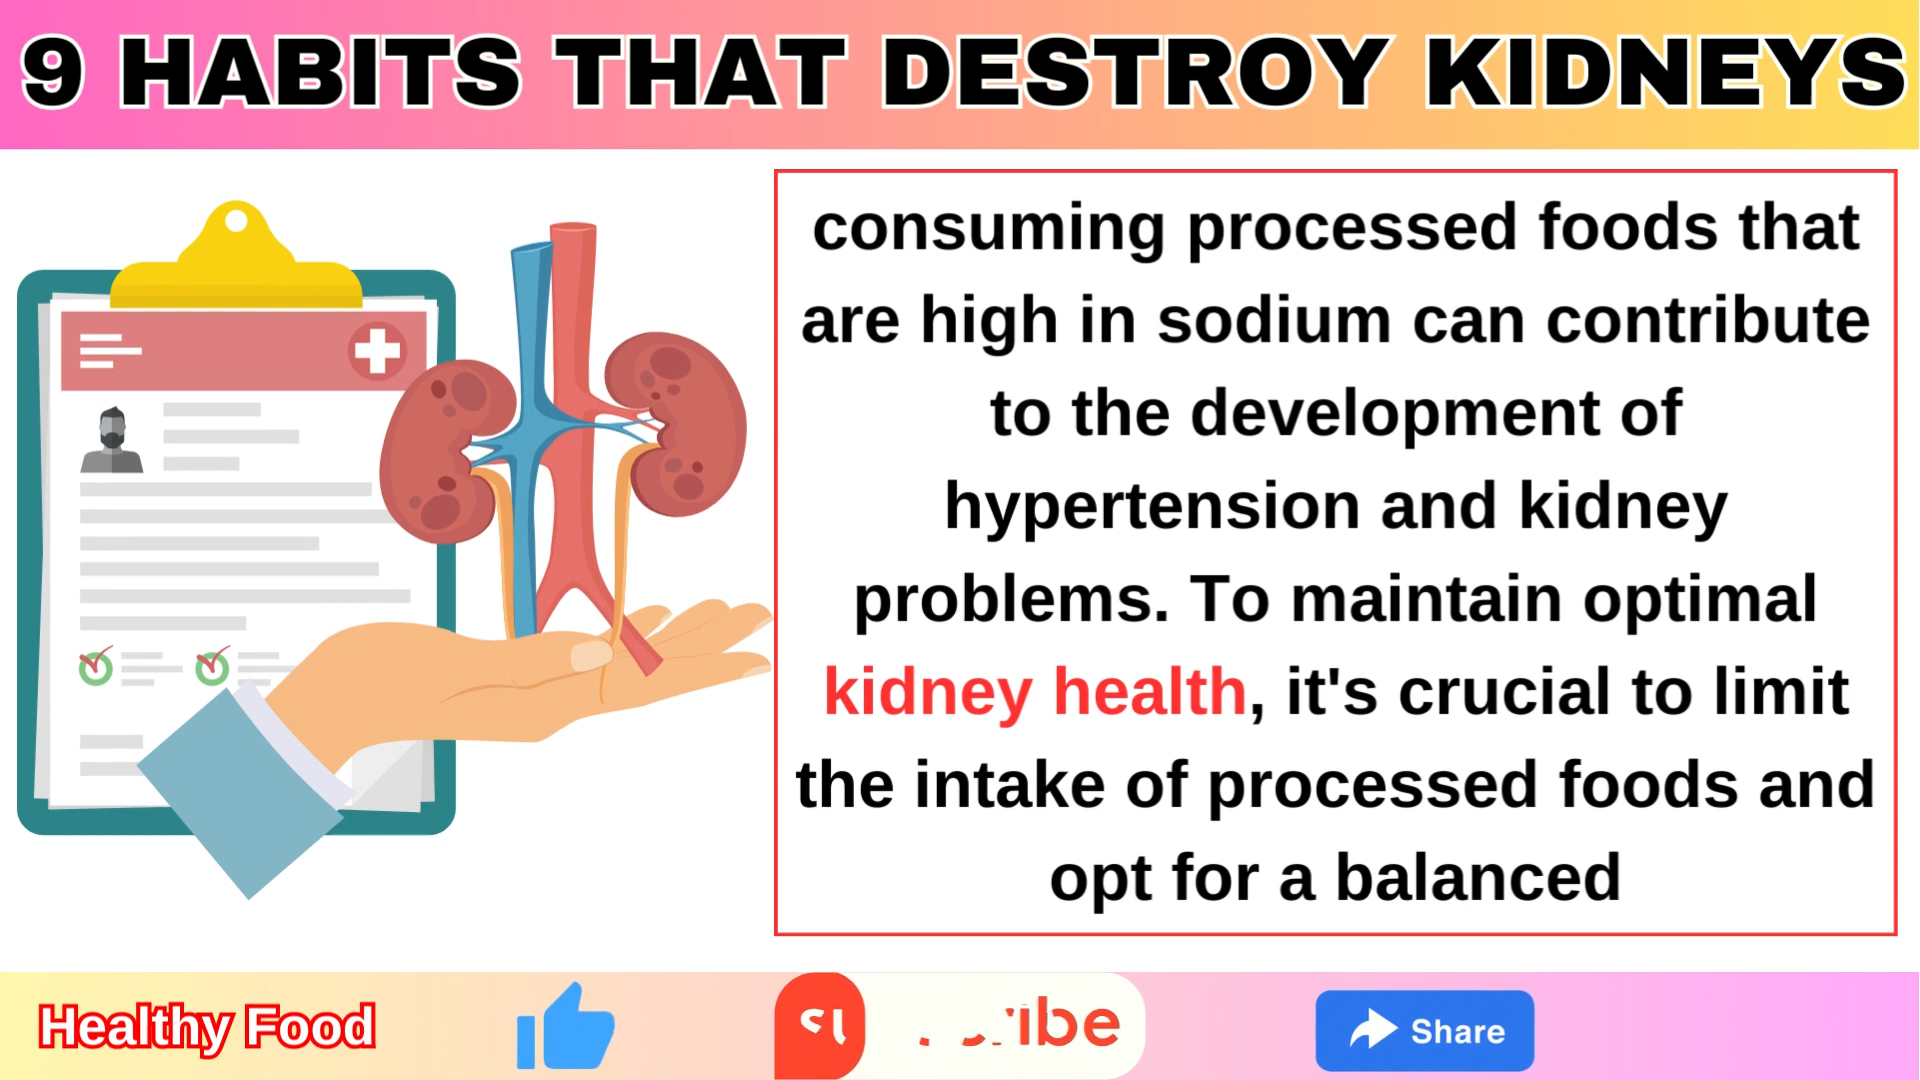 9 HABITS THAT DESTROY KIDNEYS
consuming processed foods that
are high in sodium can contribute
to the development of
hypertension and kidney
problems. To maintain optimal
kidney health, it's crucial to limit
the intake of processed foods and
opt for a balanced
Healthy Food
Share